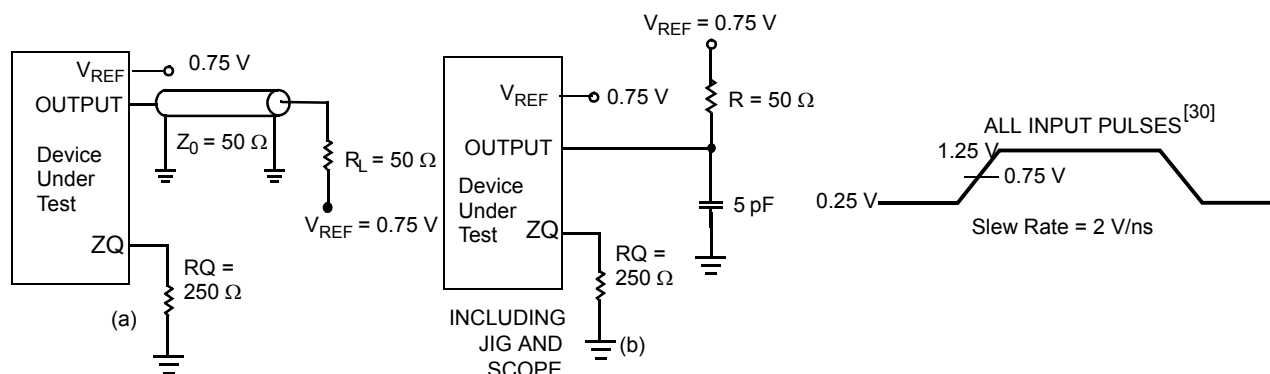 V_REF 0.75 V
OUTPUT
Z_0 = 50 Ω
Device
Under
Test
R_L = 50 Ω
V_REF = 0.75 V
ZQ
RQ =
250 Ω
(a)
V_REF = 0.75 V
R = 50 Ω
V_REF 0.75 V
OUTPUT
Device
Under
Test
5 pF
ZQ
RQ =
250 Ω
INCLUDING
JIG AND
SCOPE
(b)
ALL INPUT PULSES[30]
1.25 V
0.75 V
0.25 V
Slew Rate = 2 V/ns